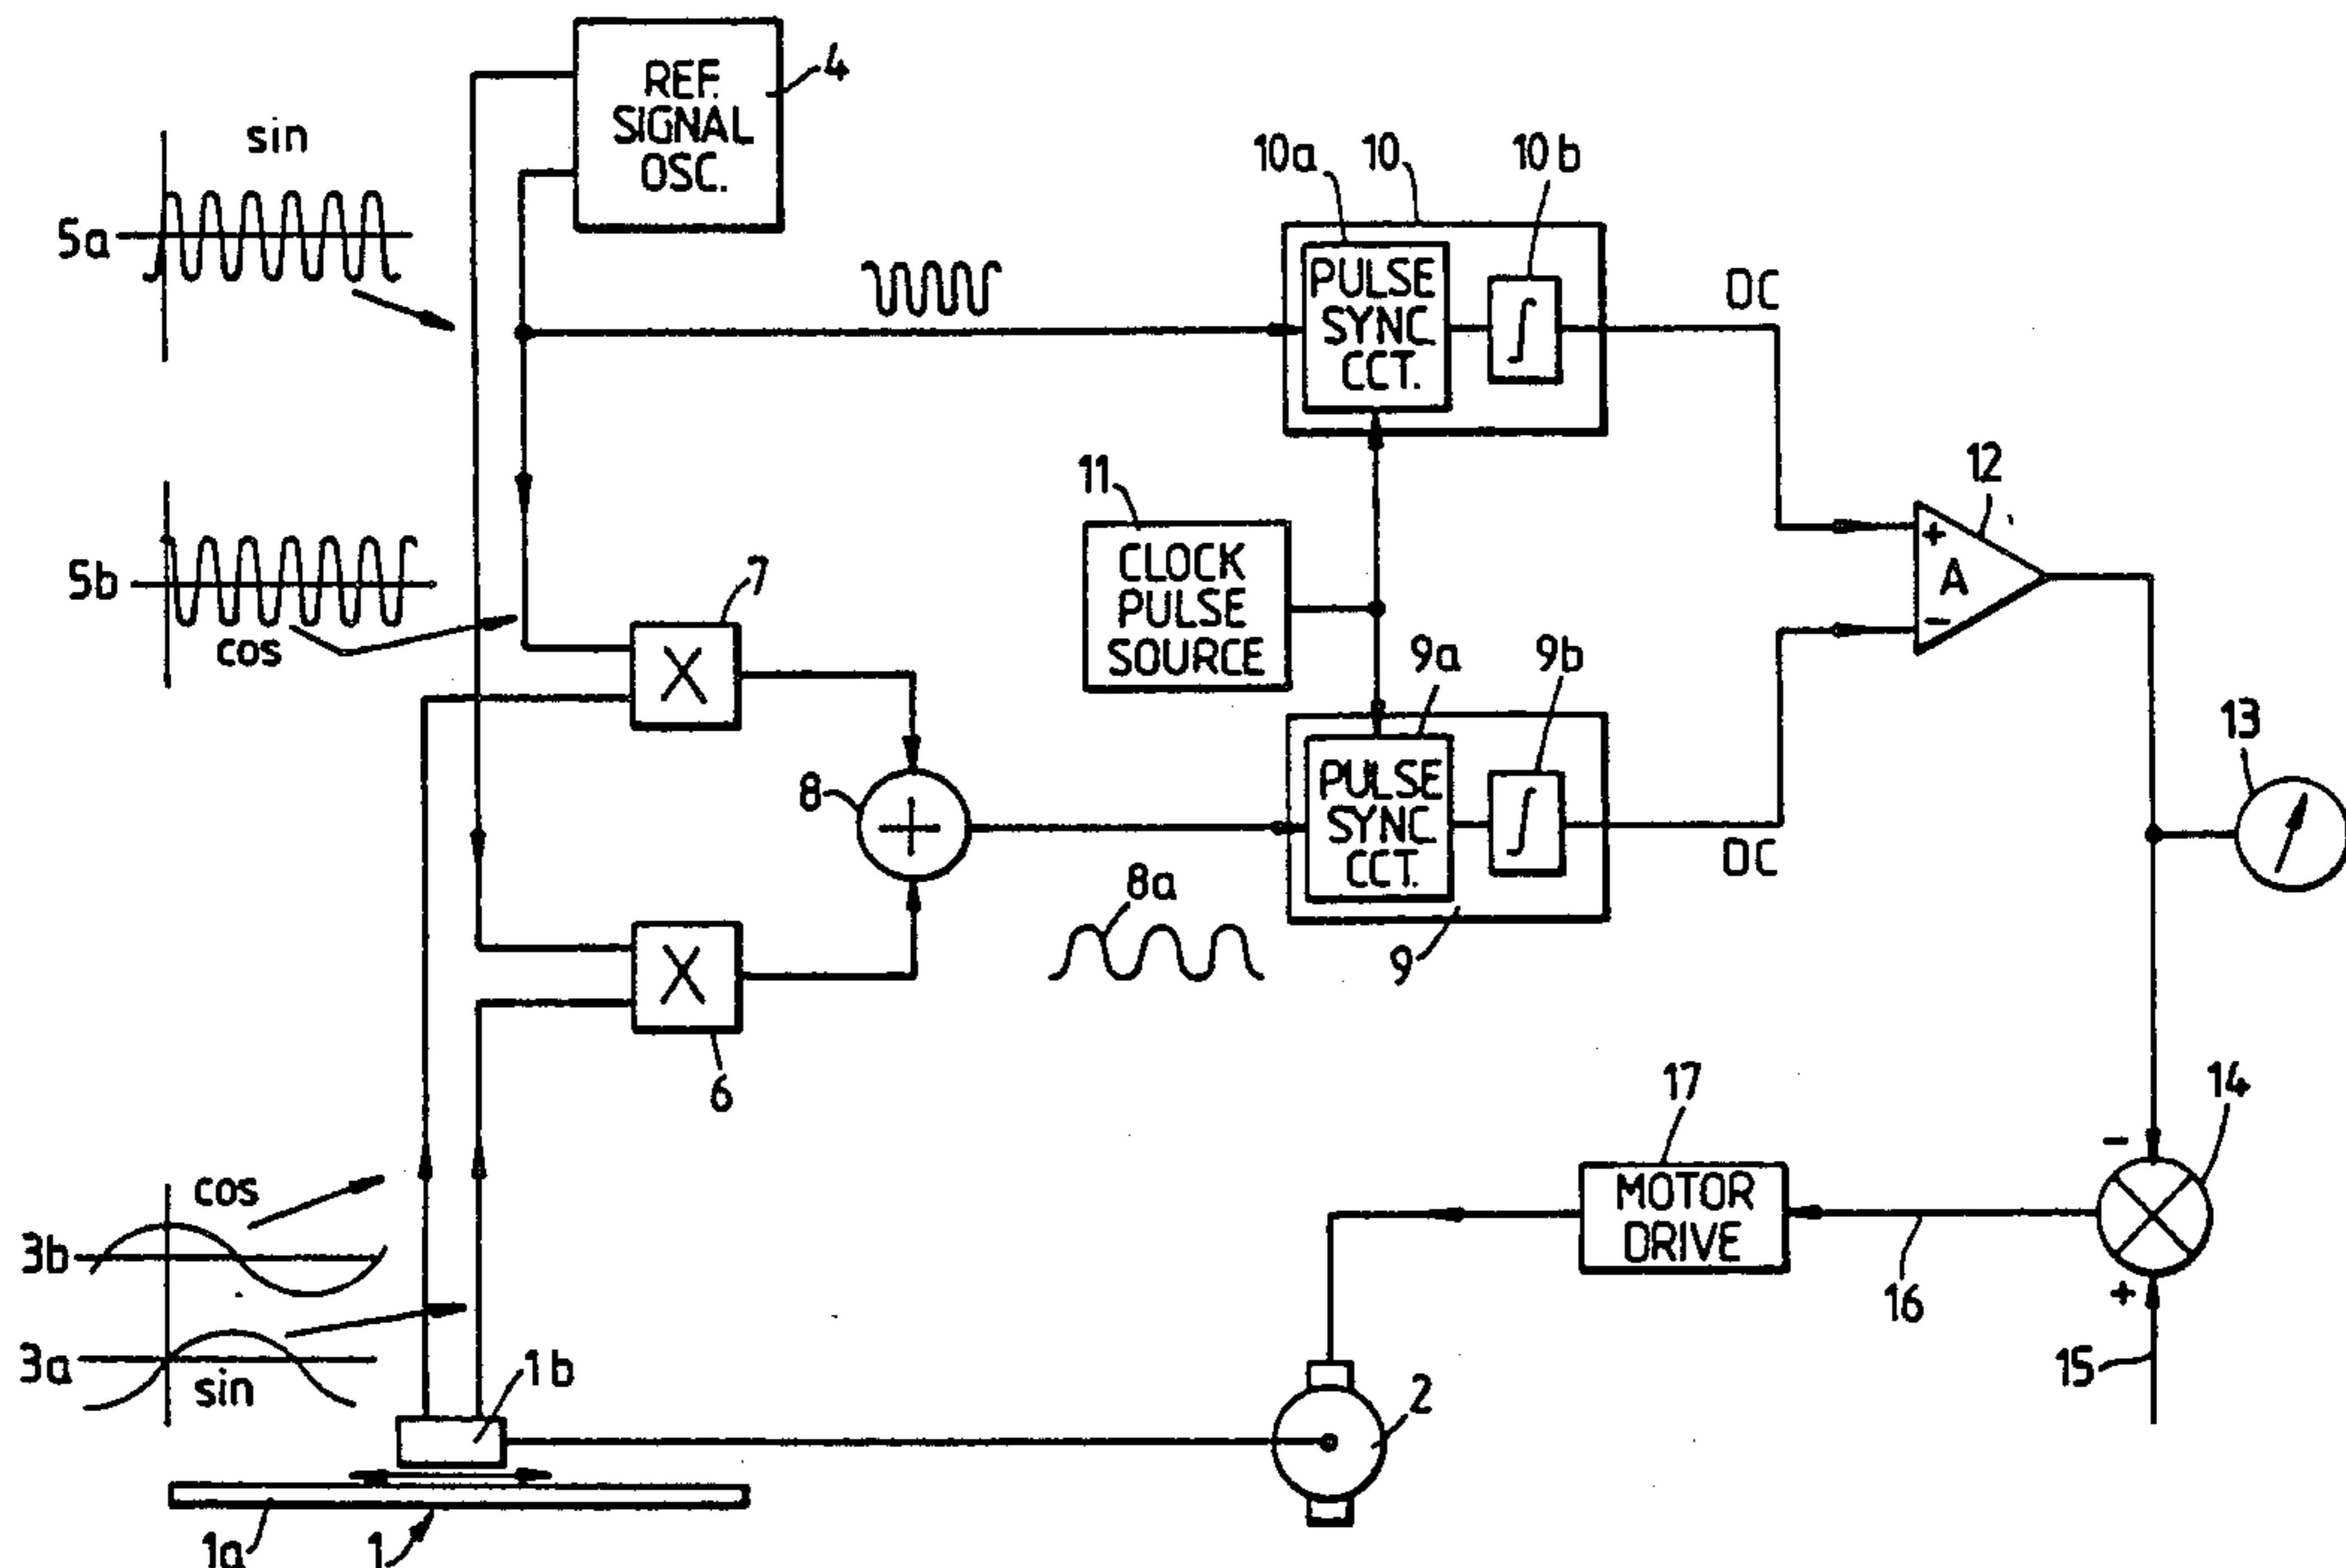 REF.
SIGNAL
OSC.
4
sin
5a
10a
10
10b
PULSE
SYNC
CCT.
∫
DC
12
+
A
-
11
CLOCK
PULSE
SOURCE
5b
cos
7
X
9a
9b
PULSE
SYNC
CCT.
∫
DC
9
13
8
+
8a
X
6
17
MOTOR
DRIVE
14
-
+
16
15
cos
3b
3a
sin
1b
2
1a
1